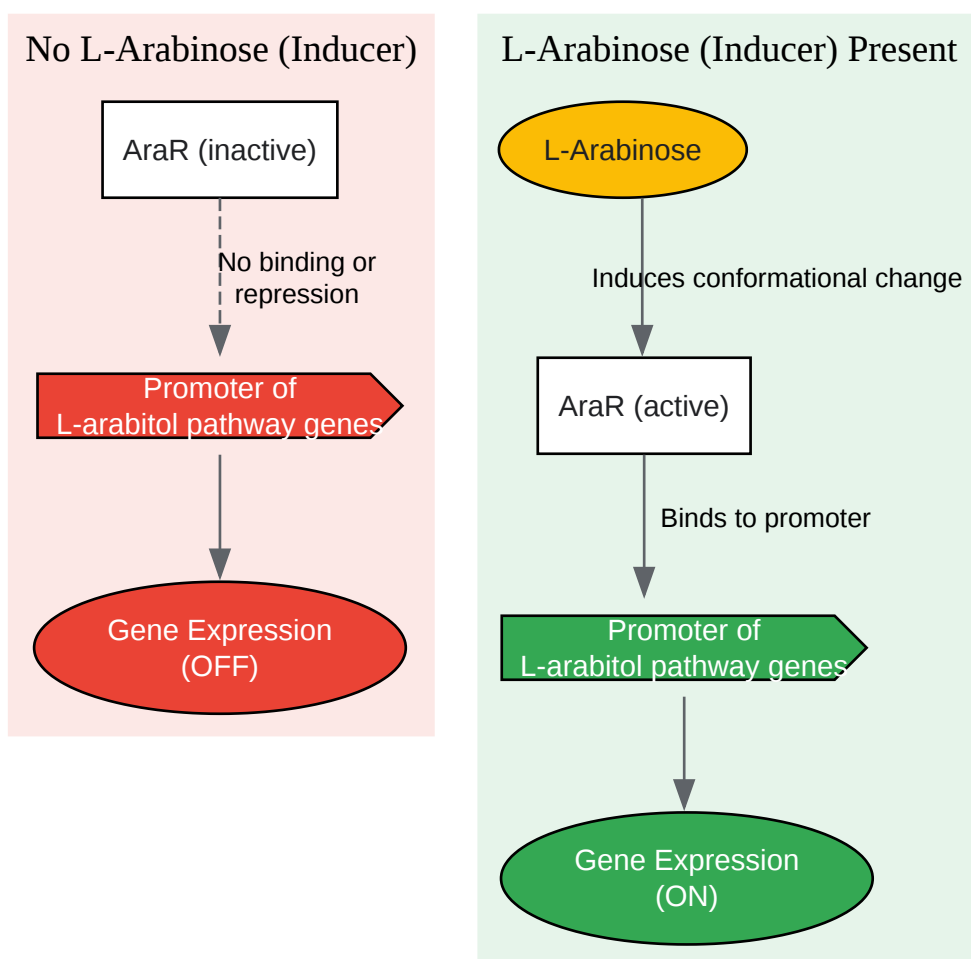 No L-Arabinose (Inducer)
AraR (inactive)
No binding or
repression
Promoter of
L-arabitol pathway genes
Gene Expression
(OFF)
L-Arabinose (Inducer) Present
L-Arabinose
Induces conformational change
AraR (active)
Binds to promoter
Promoter of
L-arabitol pathway genes
Gene Expression
(ON)